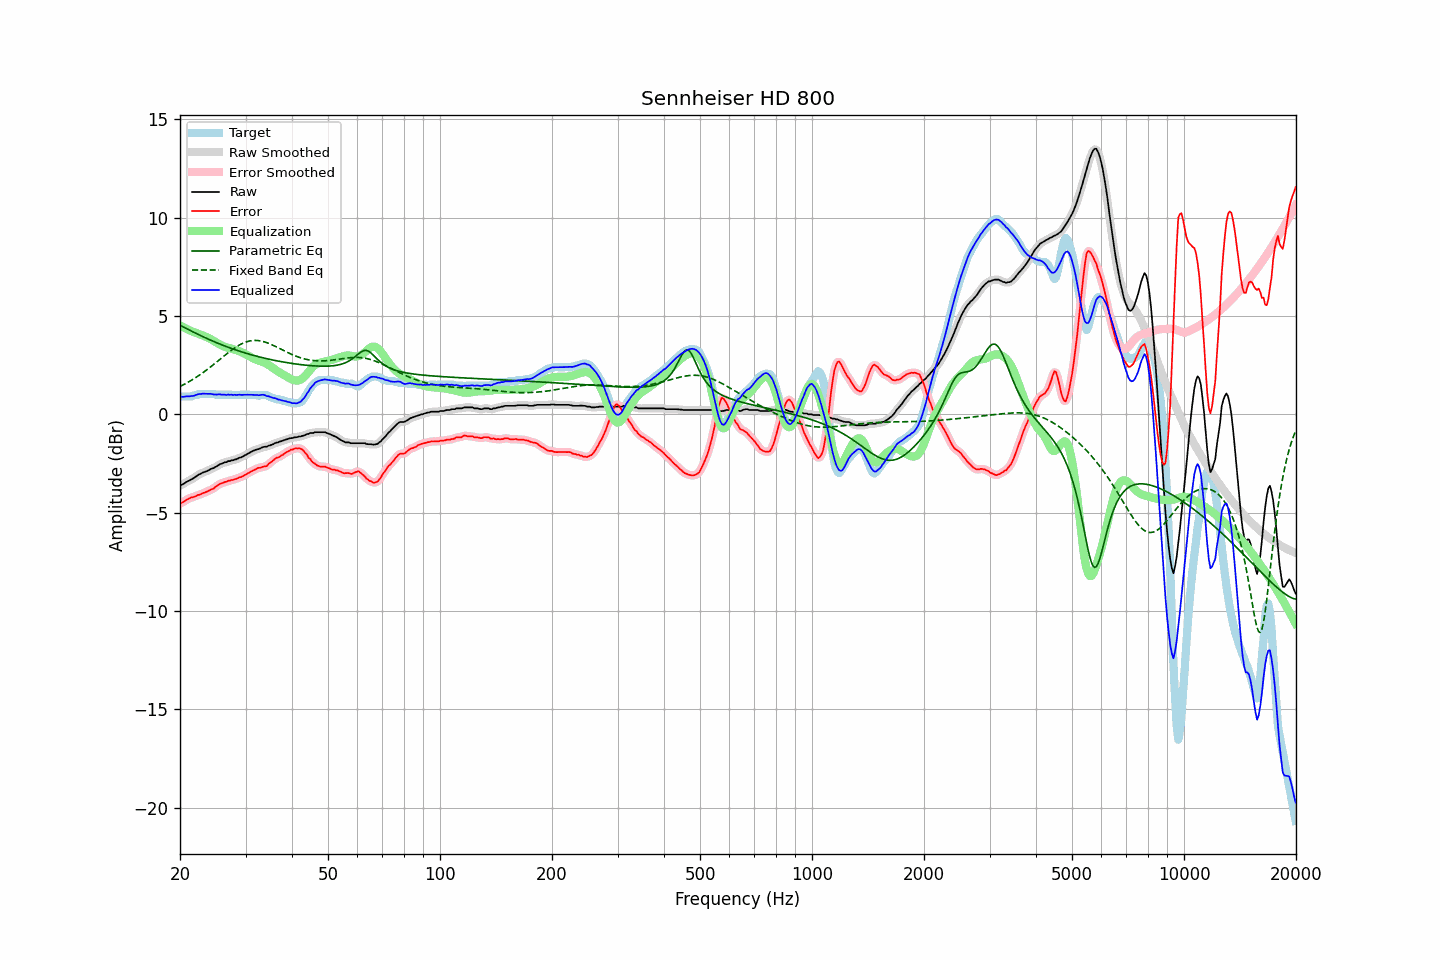 Sennheiser HD 800
15
10
5
0
−5
−10
−15
−20
Amplitude (dBr)
Target
Raw Smoothed
Error Smoothed
Raw
Error
Equalization
Parametric Eq
Fixed Band Eq
Equalized
20 50 100 200 500 1000 2000 5000 10000 20000
Frequency (Hz)